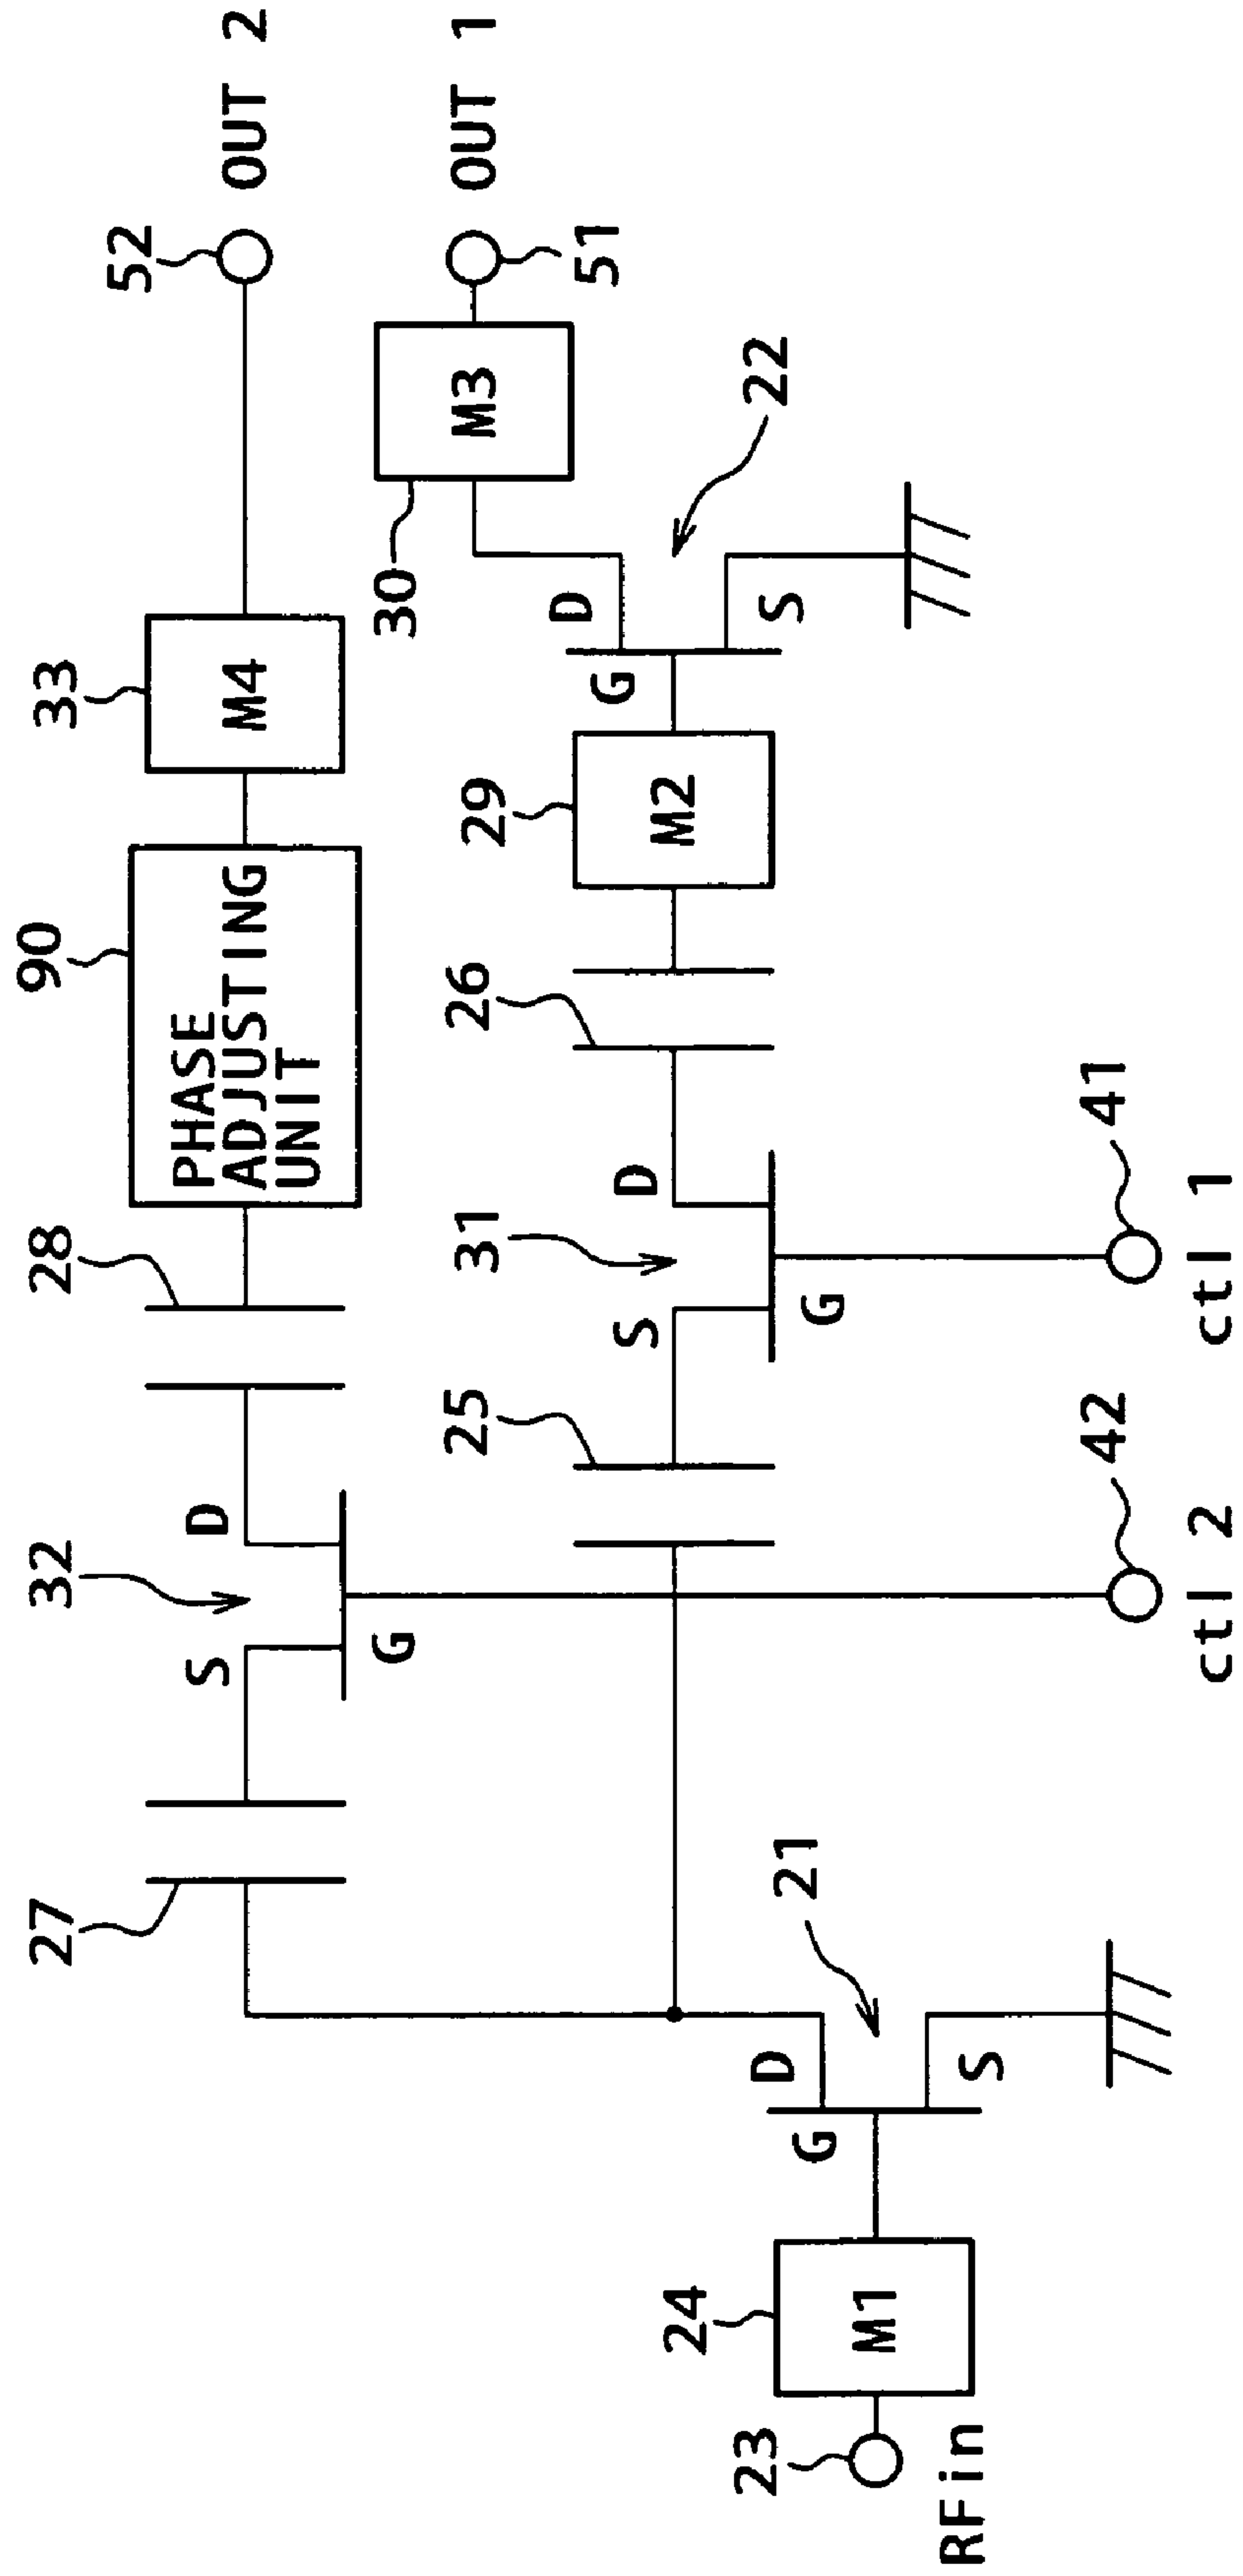 52
OUT 2
33
M4
90
PHASE
ADJUSTING
UNIT
28
32
S
D
G
27
OUT 1
51
M3
30
22
D
G
S
29
M2
26
31
S
D
G
25
41
ctl 1
42
ctl 2
21
D
G
S
24
M1
23
RFin